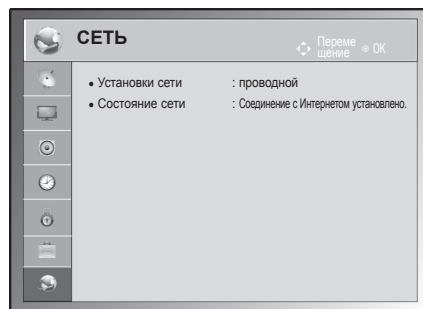 СЕТЬ
Переме
щение
OK
• Установки сети : проводной
• Состояние сети : Соединение с Интернетом установлено.